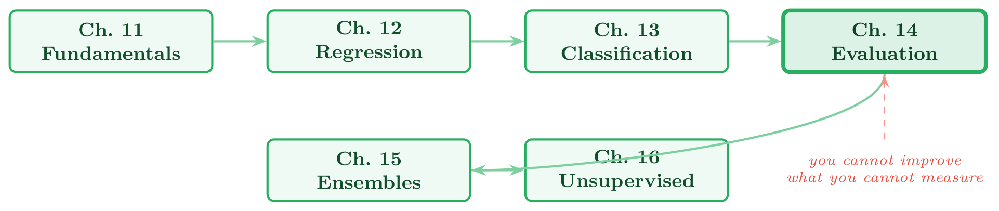 Ch. 11
Fundamentals
Ch. 12
Regression
Ch. 13
Classification
Ch. 14
Evaluation
Ch. 15
Ensembles
Ch. 16
Unsupervised
you cannot improve
what you cannot measure